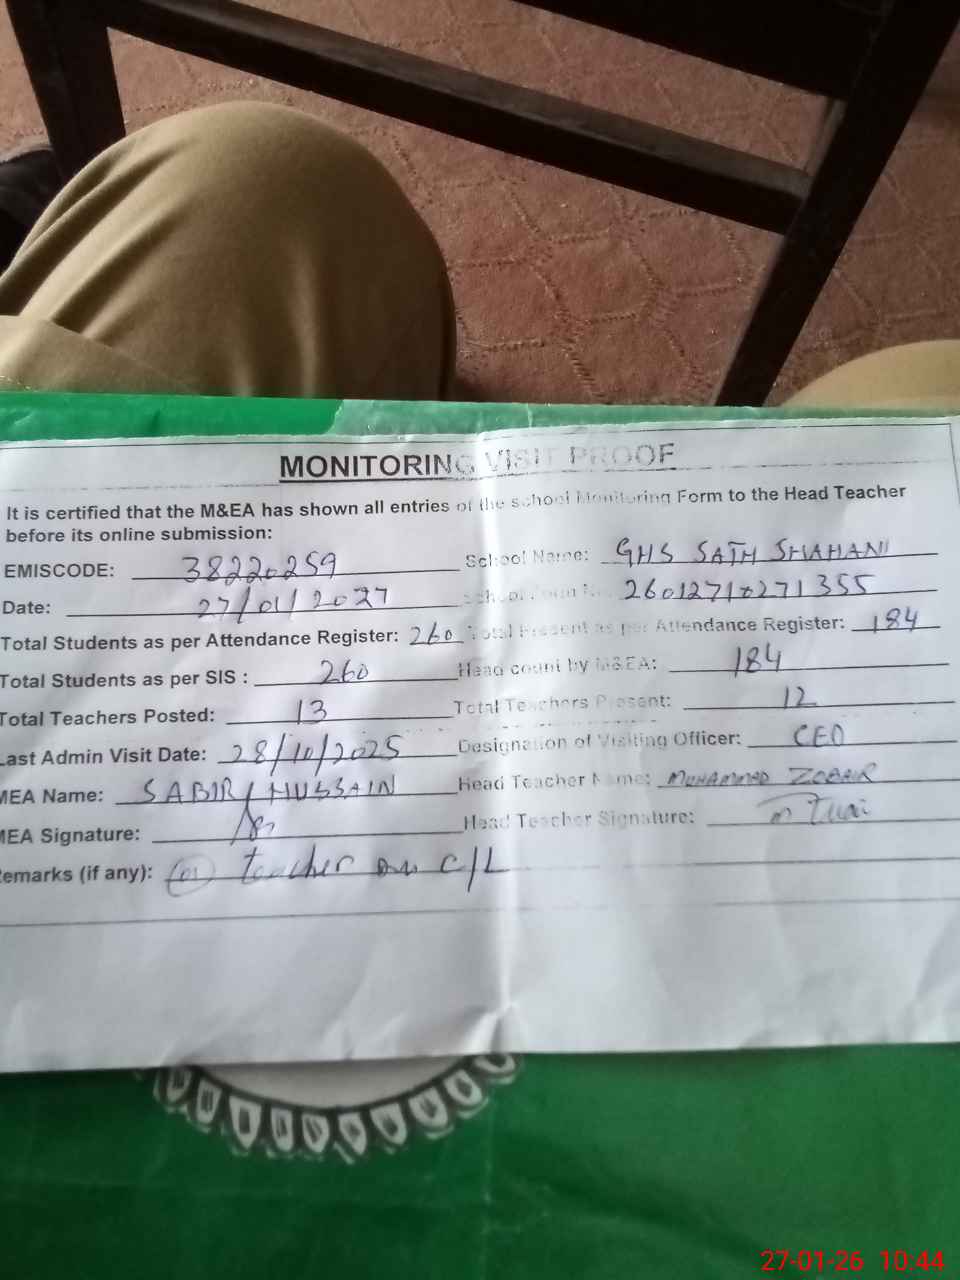 MONITORING VISIT PROOF
It is certified that the M&EA has shown all entries of the school Monitoring Form to the Head Teacher
before its online submission:
EMISCODE: 38220259 School Name: GHS SATH SHAHANI
Date: 27/01/2027 School Form No. 26012710271355
Total Students as per Attendance Register: 260 Total Present as per Attendance Register: 184
Total Students as per SIS : 260 Head count by M&EA: 184
Total Teachers Posted: 13 Total Teachers Present: 12
Last Admin Visit Date: 28/10/2025 Designation of Visiting Officer: CEO
MEA Name: SABIR HUSSAIN Head Teacher Name: MUHAMMAD ZOBAIR
MEA Signature: Head Teacher Signature:
Remarks (if any): (01) teacher on C/L
27-01-26 10:44